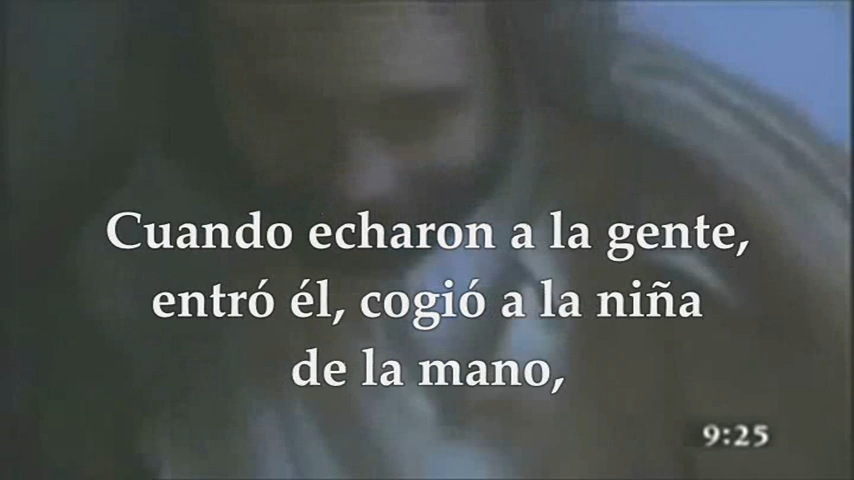 Cuando echaron a la gente,
entró él, cogió a la niña
de la mano,
9:25